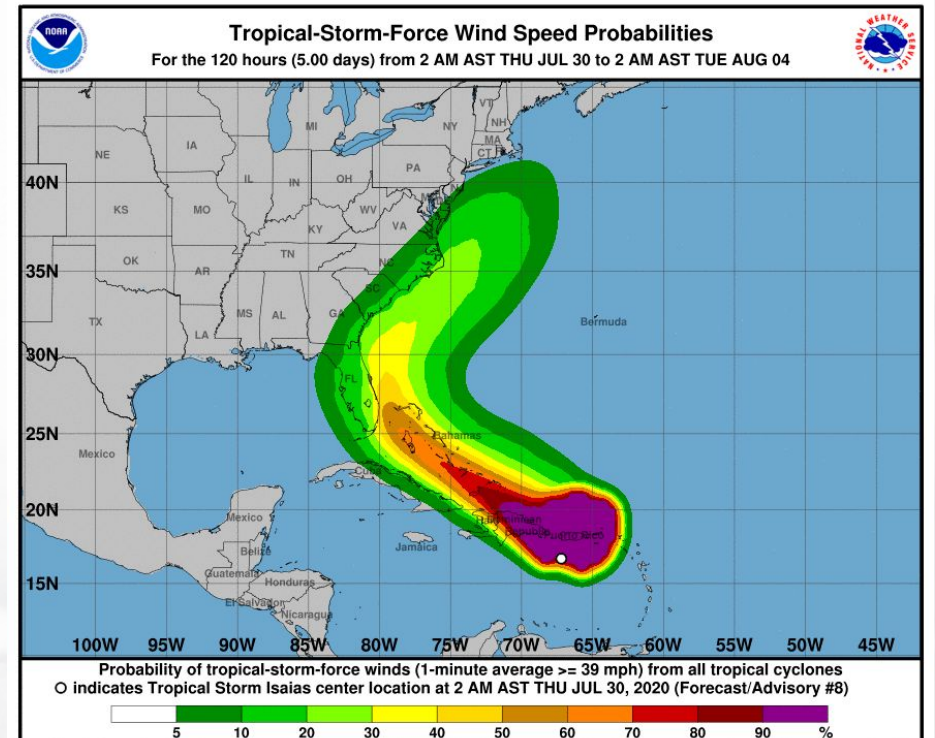 Tropical-Storm-Force Wind Speed Probabilities
For the 120 hours (5.00 days) from 2 AM AST THU JUL 30 to 2 AM AST TUE AUG 04
NOAA
NATIONAL WEATHER SERVICE
VT
NH
MI
NY
MA
CT
IA
NE
PA
IL
IN
OH
40N
KS
MO
WV
VA
KY
TN
NC
35N
OK
AR
SC
MS
AL
GA
TX
LA
Bermuda
30N
FL
25N
Bahamas
Mexico
Cuba
20N
Mexico
Dominican
Republic
Puerto Rico
Jamaica
Belize
15N
Guatemala
Honduras
El Salvador
Nicaragua
100W 95W 90W 85W 80W 75W 70W 65W 60W 55W 50W 45W
Probability of tropical-storm-force winds (1-minute average >= 39 mph) from all tropical cyclones
O indicates Tropical Storm Isaias center location at 2 AM AST THU JUL 30, 2020 (Forecast/Advisory #8)
5 10 20 30 40 50 60 70 80 90 %